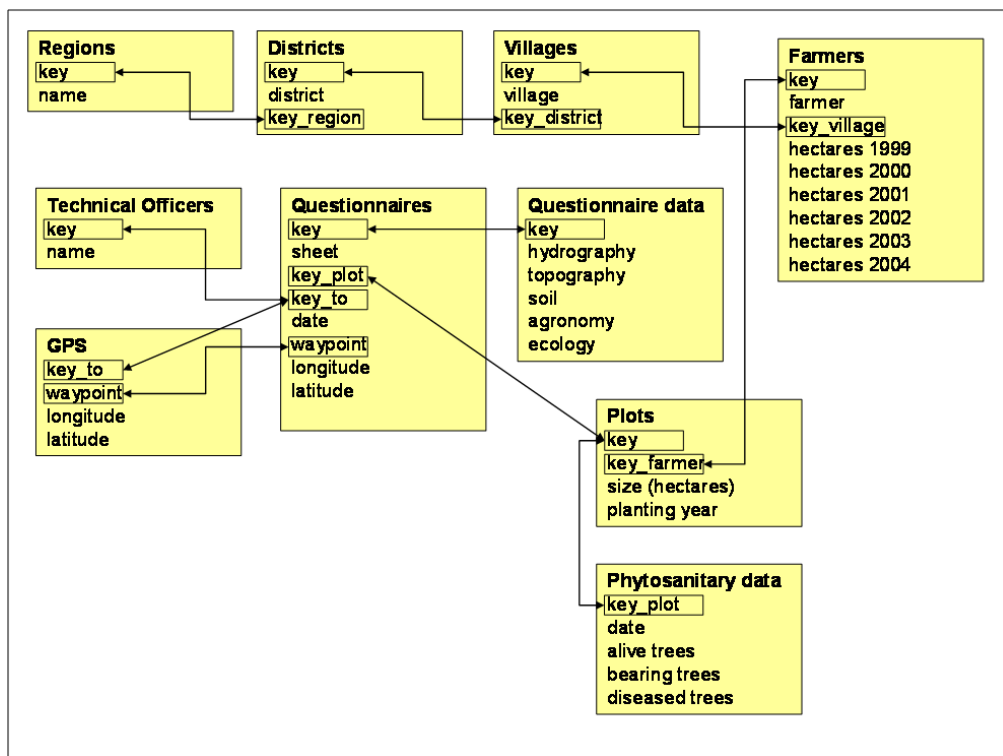 Regions
key
name
Districts
key
district
key_region
Villages
key
village
key_district
Farmers
key
farmer
key_village
hectares 1999
hectares 2000
hectares 2001
hectares 2002
hectares 2003
hectares 2004
Technical Officers
key
name
Questionnaires
key
sheet
key_plot
key_to
date
waypoint
longitude
latitude
Questionnaire data
key
hydrography
topography
soil
agronomy
ecology
GPS
key_to
waypoint
longitude
latitude
Plots
key
key_farmer
size (hectares)
planting year
Phytosanitary data
key_plot
date
alive trees
bearing trees
diseased trees